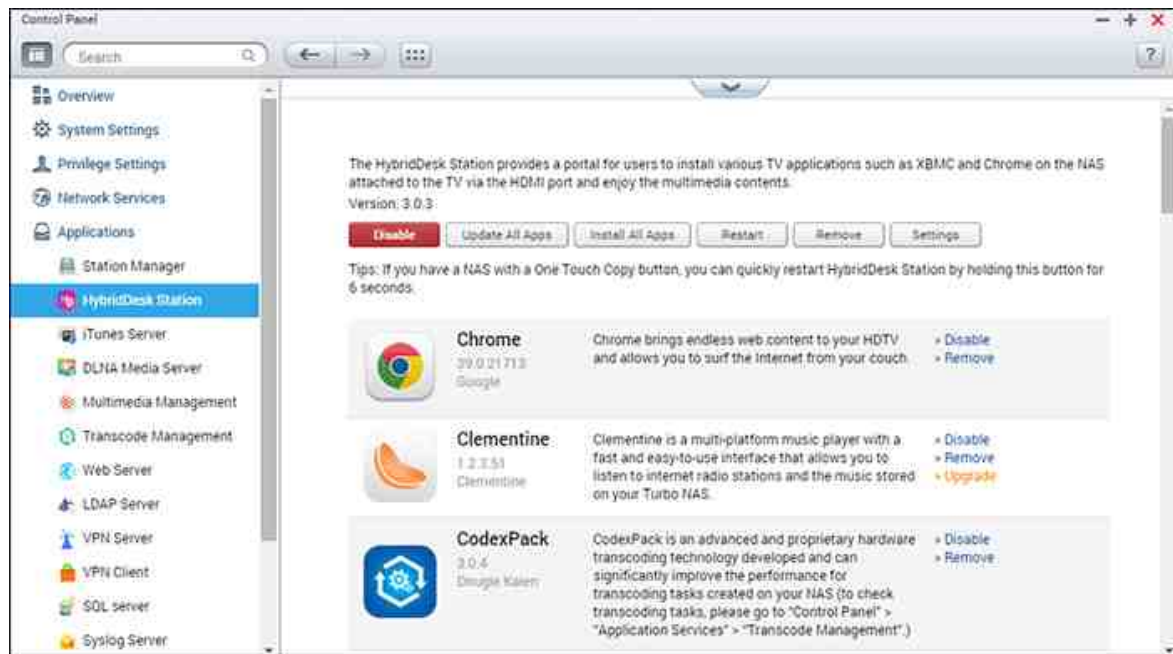 Control Panel
Search
?
Overview
System Settings
Privilege Settings
Network Services
Applications
Station Manager
HybridDesk Station
iTunes Server
DLNA Media Server
Multimedia Management
Transcode Management
Web Server
LDAP Server
VPN Server
VPN Client
SQL server
Syslog Server
The HybridDesk Station provides a portal for users to install various TV applications such as XBMC and Chrome on the NAS
attached to the TV via the HDMI port and enjoy the multimedia contents.
Version: 3.0.3
Disable
Update All Apps
Install All Apps
Restart
Remove
Settings
Tips: If you have a NAS with a One Touch Copy button, you can quickly restart HybridDesk Station by holding this button for
6 seconds.
Chrome
39.0.21713
Google
Chrome brings endless web content to your HDTV
and allows you to surf the Internet from your couch.
» Disable
» Remove
Clementine
1.2.3.51
Clementine
Clementine is a multi-platform music player with a
fast and easy-to-use interface that allows you to
listen to internet radio stations and the music stored
on your Turbo NAS.
» Disable
» Remove
» Upgrade
CodexPack
3.0.4
CodexPack is an advanced and proprietary hardware
transcoding technology developed and can
significantly improve the performance for
transcoding tasks created on your NAS (to check
transcoding tasks, please go to "Control Panel" >
"Application Services" > "Transcode Management".)
» Disable
» Remove